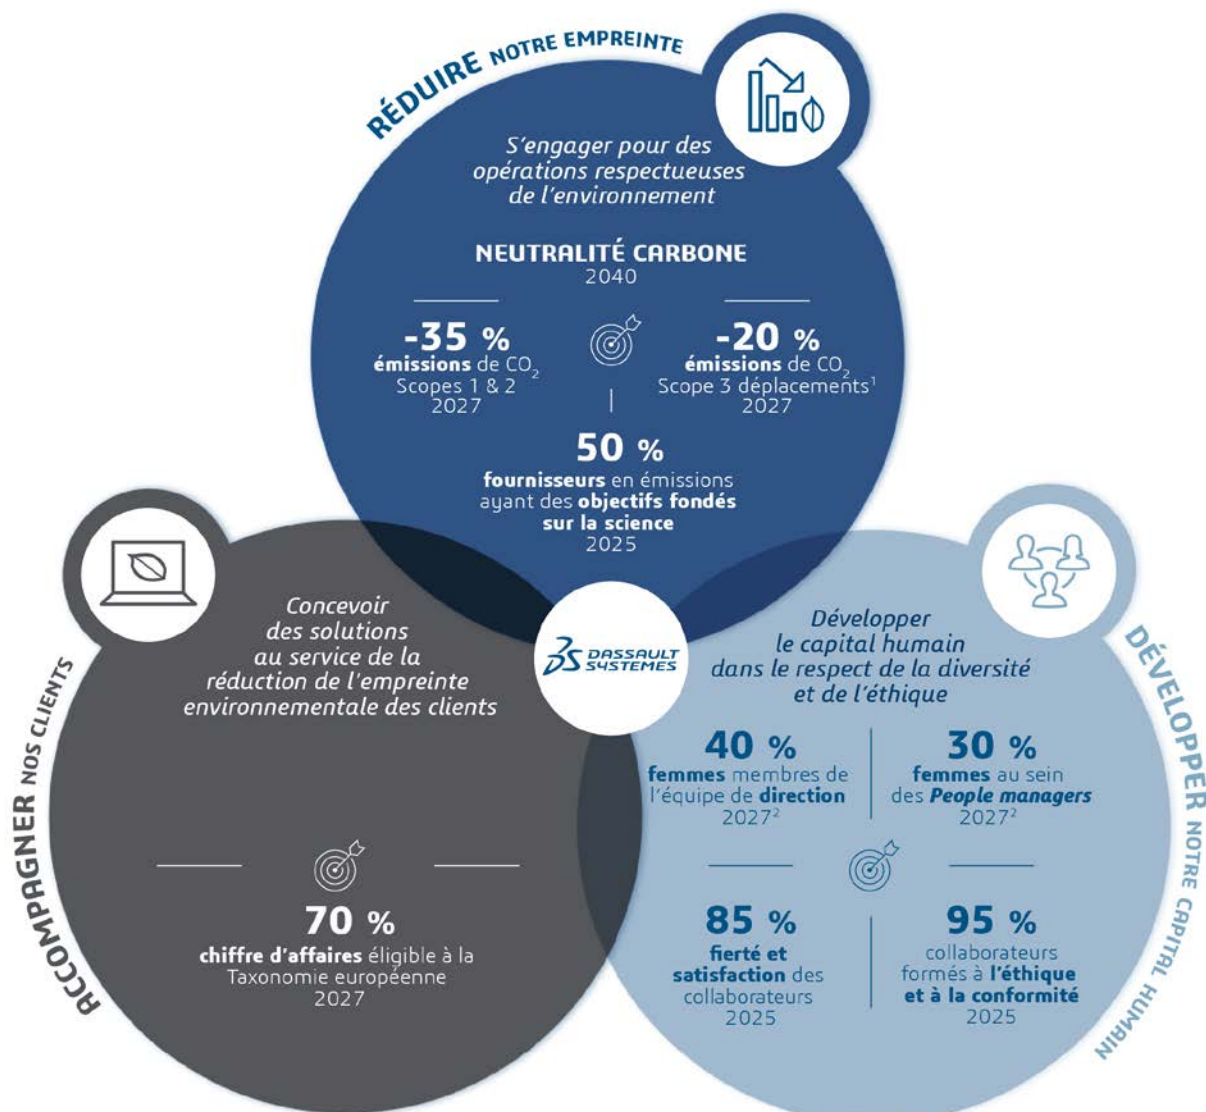 RÉDUIRE NOTRE EMPREINTE
S'engager pour des
opérations respectueuses
de l'environnement
NEUTRALITÉ CARBONE
2040
-35 %
émissions de CO₂
Scopes 1 & 2
2027
-20 %
émissions de CO₂
Scope 3 déplacements¹
2027
50 %
fournisseurs en émissions
ayant des objectifs fondés
sur la science
2025
ACCOMPAGNER NOS CLIENTS
Concevoir
des solutions
au service de la
réduction de l'empreinte
environnementale des clients
70 %
chiffre d'affaires éligible à la
Taxonomie européenne
2027
DASSAULT
SYSTEMES
DÉVELOPPER NOTRE CAPITAL HUMAIN
Développer
le capital humain
dans le respect de la diversité
et de l'éthique
40 %
femmes membres de
l'équipe de direction
2027²
30 %
femmes au sein
des People managers
2027²
85 %
fierté et
satisfaction des
collaborateurs
2025
95 %
collaborateurs
formés à l'éthique
et à la conformité
2025